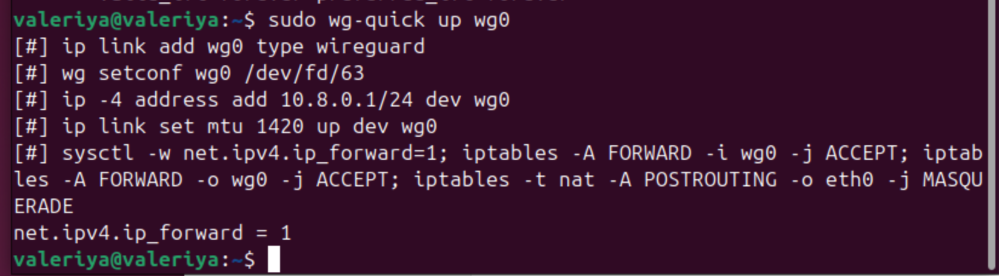 valeriya@valeriya:~$ sudo wg-quick up wg0
[#] ip link add wg0 type wireguard
[#] wg setconf wg0 /dev/fd/63
[#] ip -4 address add 10.8.0.1/24 dev wg0
[#] ip link set mtu 1420 up dev wg0
[#] sysctl -w net.ipv4.ip_forward=1; iptables -A FORWARD -i wg0 -j ACCEPT; iptab
les -A FORWARD -o wg0 -j ACCEPT; iptables -t nat -A POSTROUTING -o eth0 -j MASQU
ERADE
net.ipv4.ip_forward = 1
valeriya@valeriya:~$